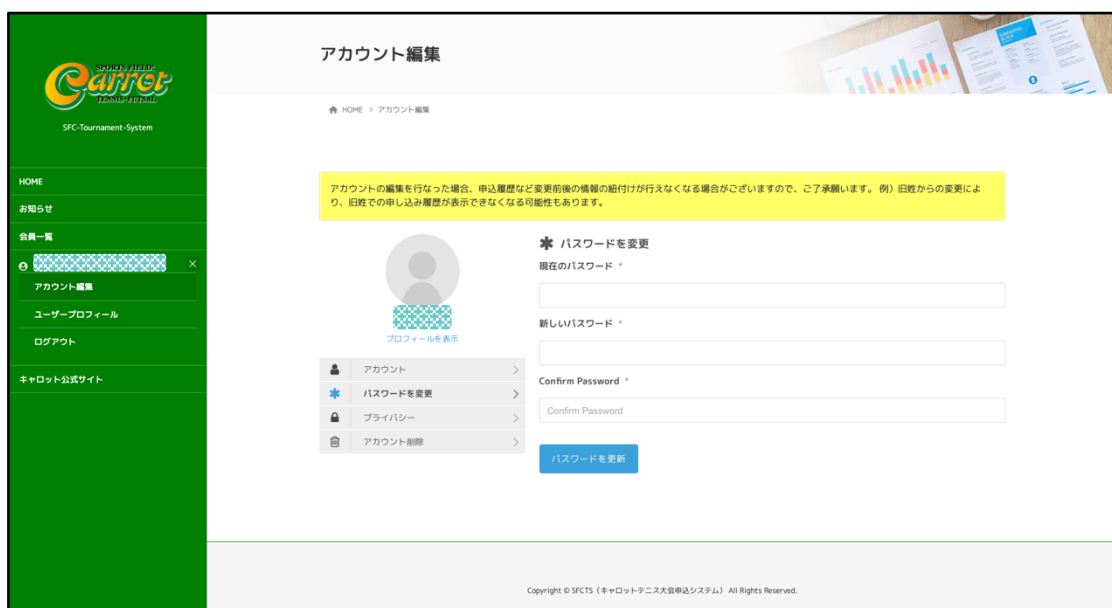 SPORTS FIELD
Carrot
TENNIS・FUTSAL
SFC-Tournament-System
HOME
お知らせ
会員一覧
アカウント編集
ユーザープロフィール
ログアウト
キャロット公式サイト
アカウント編集
HOME > アカウント編集
アカウントの編集を行なった場合、申込履歴など変更前後の情報の紐付けが行えなくなる場合がございますので、ご了承願います。 例）旧姓からの変更によ
り、旧姓での申し込み履歴が表示できなくなる可能性もあります。
プロフィールを表示
アカウント
パスワードを変更
プライバシー
アカウント削除
パスワードを変更
現在のパスワード *
新しいパスワード *
Confirm Password *
Confirm Password
パスワードを更新
Copyright © SFCTS（キャロットテニス大会申込システム） All Rights Reserved.